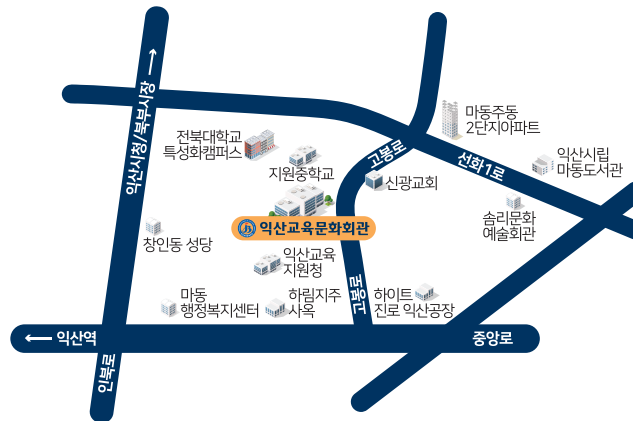 익산시청/북부시장
전북대학교
특성화캠퍼스
지원중학교
고봉로
마동주동
2단지아파트
선화1로
익산시립
마동도서관
신광교회
솜리문화
예술회관
익산교육문화회관
창인동 성당
익산교육
지원청
마동
행정복지센터
하림지주
사옥
고봉로
하이트
진로 익산공장
익산역
중앙로
인북로